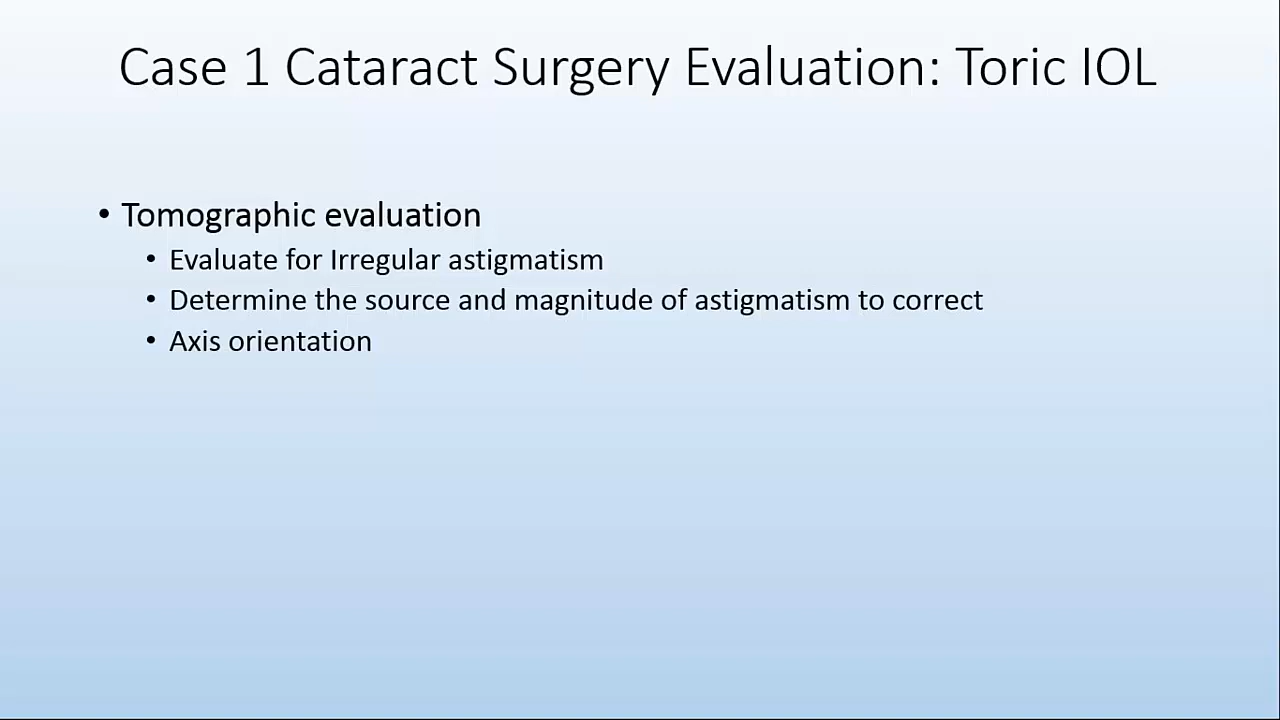 Case 1 Cataract Surgery Evaluation: Toric IOL
• Tomographic evaluation
• Evaluate for Irregular astigmatism
• Determine the source and magnitude of astigmatism to correct
• Axis orientation